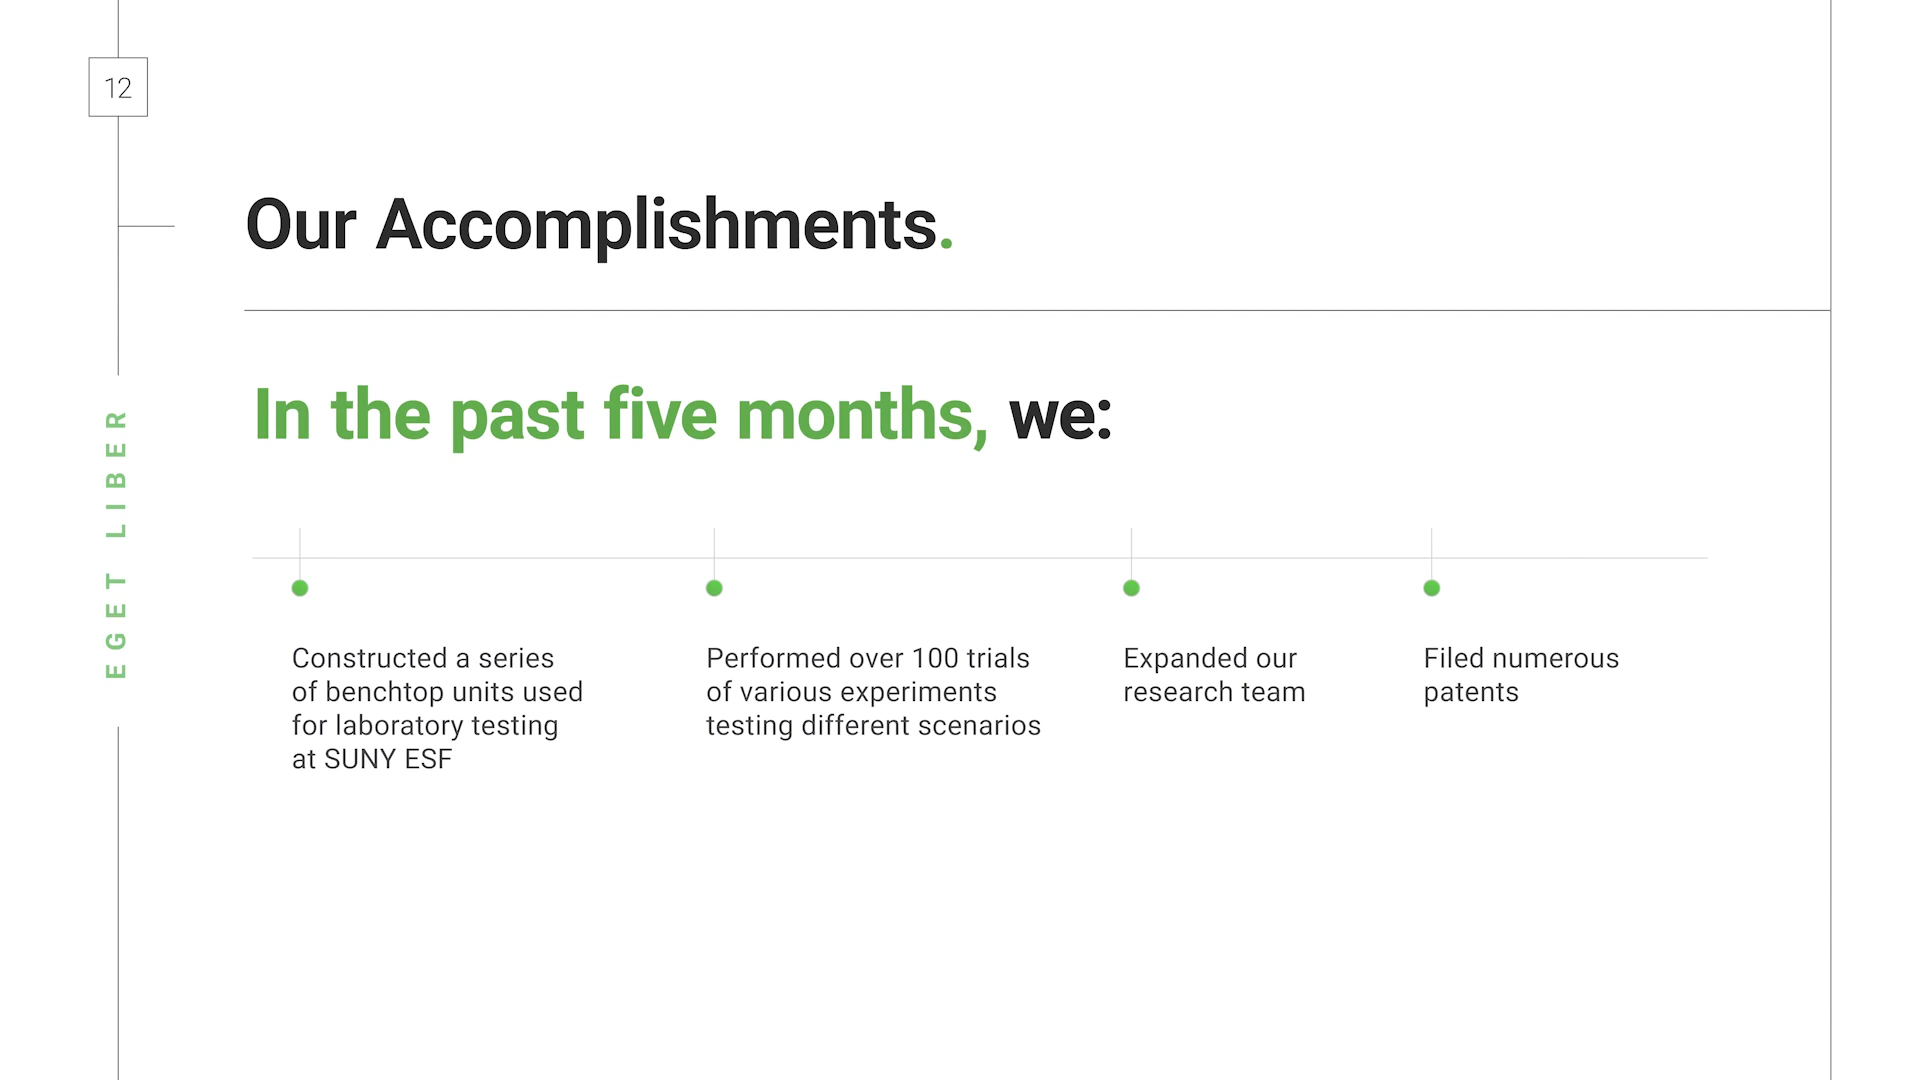 12
Our Accomplishments.
In the past five months, we:
EGET LIBER
Constructed a series
of benchtop units used
for laboratory testing
at SUNY ESF
Performed over 100 trials
of various experiments
testing different scenarios
Expanded our
research team
Filed numerous
patents